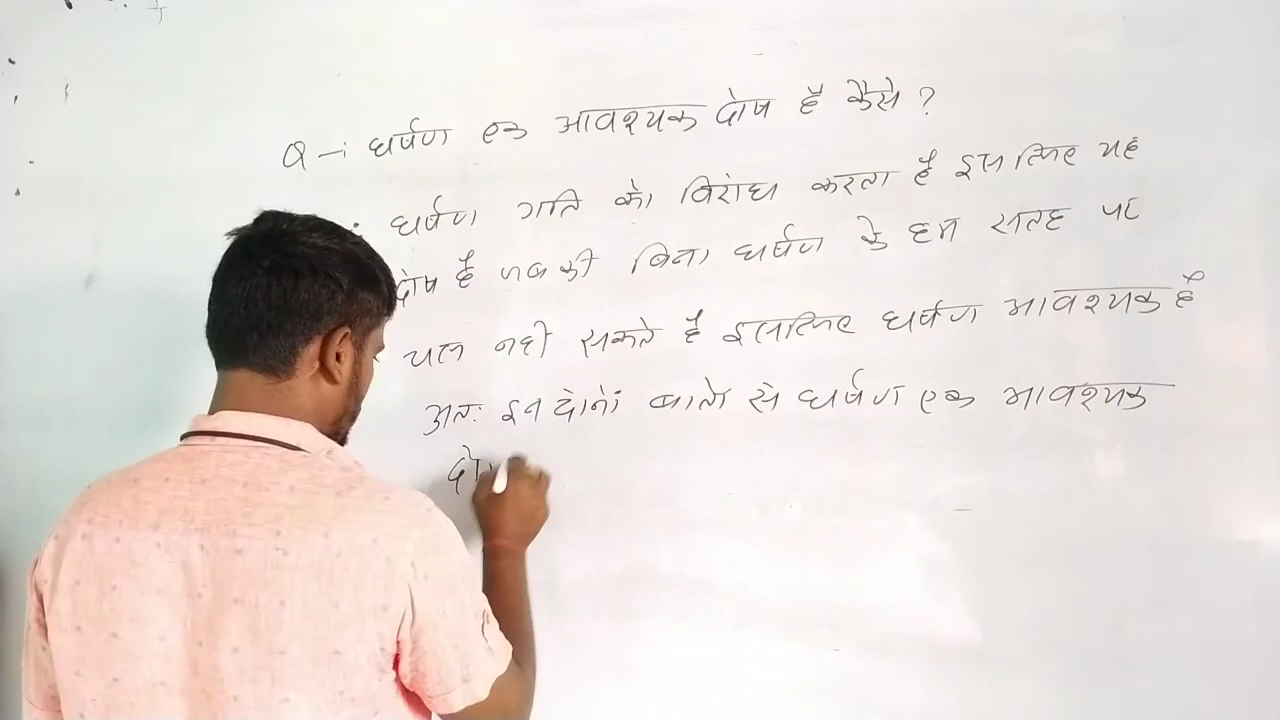 Q → घर्षण एक आवश्यक दोष है कैसे ?
घर्षण गति को विरोध करता है इसलिए यह
दोष है जबकी बिना घर्षण के हम सतह पर
चल नही सकते है इसलिए घर्षण आवश्यक है
अतः इन दोनों बातो से घर्षण एक आवश्यक